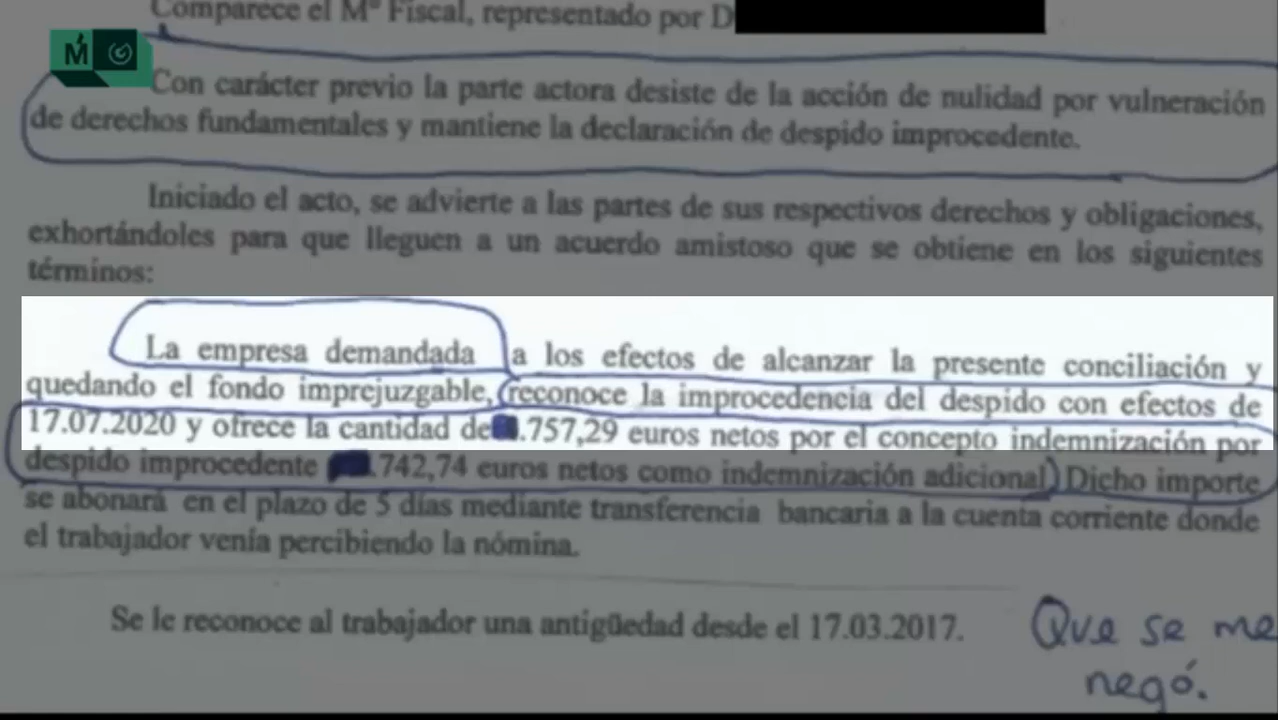 Comparece el Mº Fiscal, representado por D
M
Con carácter previo la parte actora desiste de la acción de nulidad por vulneración
de derechos fundamentales y mantiene la declaración de despido improcedente.
Iniciado el acto, se advierte a las partes de sus respectivos derechos y obligaciones,
exhortándoles para que lleguen a un acuerdo amistoso que se obtiene en los siguientes
términos:
La empresa demandada a los efectos de alcanzar la presente conciliación y
quedando el fondo imprejuzgable, reconoce la improcedencia del despido con efectos de
17.07.2020 y ofrece la cantidad de .757,29 euros netos por el concepto indemnización por
despido improcedente .742,74 euros netos como indemnización adicional. Dicho importe
se abonará en el plazo de 5 días mediante transferencia bancaria a la cuenta corriente donde
el trabajador venía percibiendo la nómina.
Se le reconoce al trabajador una antigüedad desde el 17.03.2017.
Que se me
negó.